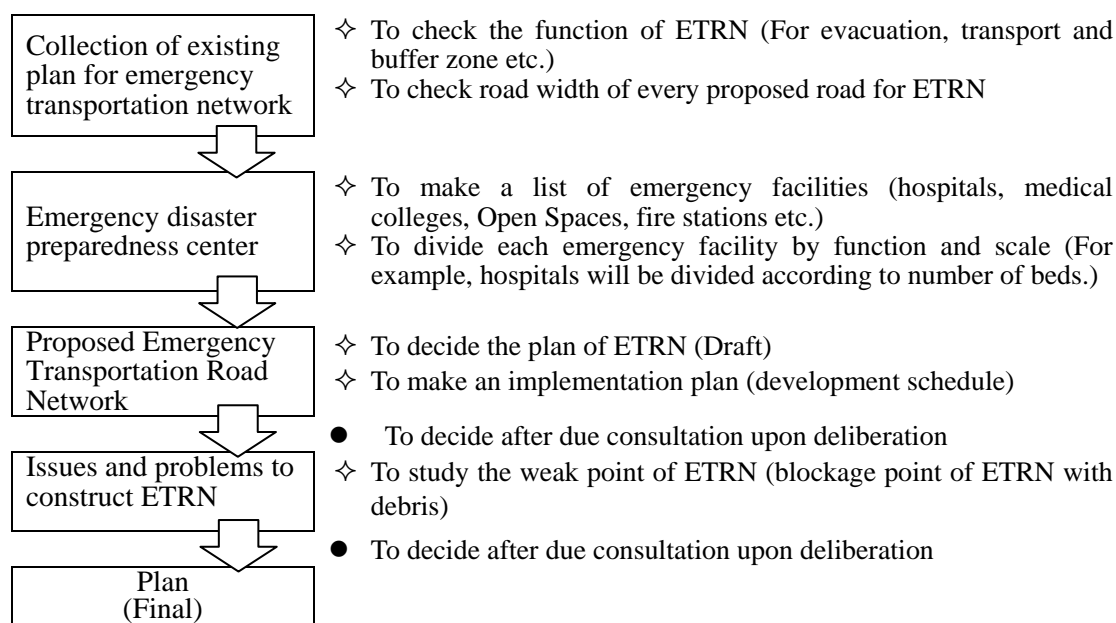 Collection of existing
plan for emergency
transportation network
✧ To check the function of ETRN (For evacuation, transport and
buffer zone etc.)
✧ To check road width of every proposed road for ETRN
Emergency disaster
preparedness center
✧ To make a list of emergency facilities (hospitals, medical
colleges, Open Spaces, fire stations etc.)
✧ To divide each emergency facility by function and scale (For
example, hospitals will be divided according to number of beds.)
Proposed Emergency
Transportation Road
Network
✧ To decide the plan of ETRN (Draft)
✧ To make an implementation plan (development schedule)
● To decide after due consultation upon deliberation
Issues and problems to
construct ETRN
✧ To study the weak point of ETRN (blockage point of ETRN with
debris)
● To decide after due consultation upon deliberation
Plan
(Final)